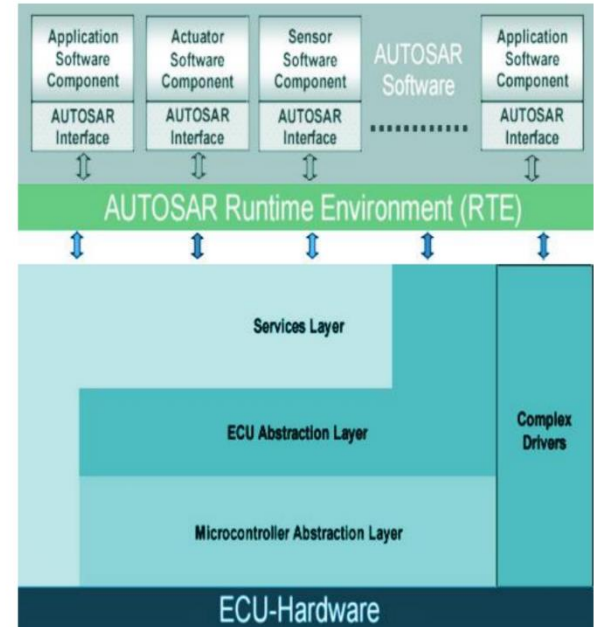 Application
Software
Component
AUTOSAR
Interface
Actuator
Software
Component
AUTOSAR
Interface
Sensor
Software
Component
AUTOSAR
Interface
AUTOSAR
Software
Application
Software
Component
AUTOSAR
Interface
AUTOSAR Runtime Environment (RTE)
Services Layer
ECU Abstraction Layer
Complex
Drivers
Microcontroller Abstraction Layer
ECU-Hardware